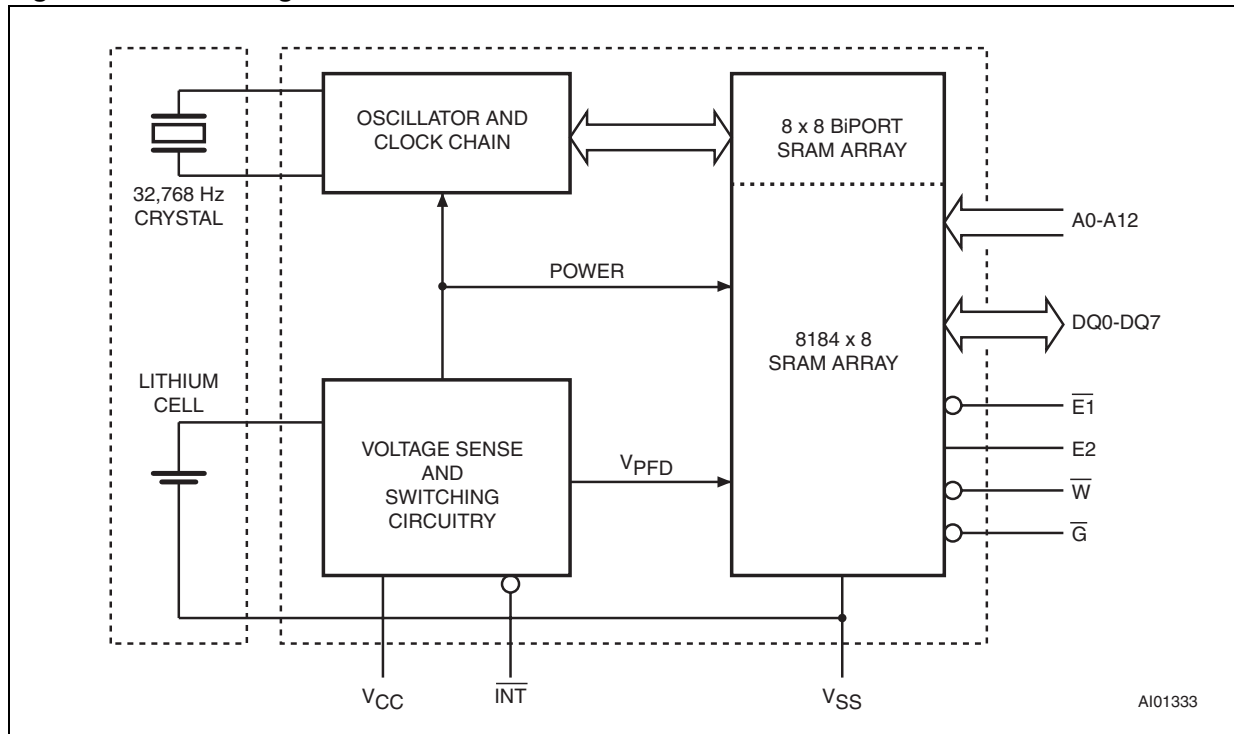 OSCILLATOR AND
CLOCK CHAIN
8 x 8 BiPORT
SRAM ARRAY
32,768 Hz
CRYSTAL
A0-A12
POWER
DQ0-DQ7
8184 x 8
SRAM ARRAY
LITHIUM
CELL
E1
VOLTAGE SENSE
AND
SWITCHING
CIRCUITRY
VPFD
E2
W
G
VCC
INT
VSS
AI01333